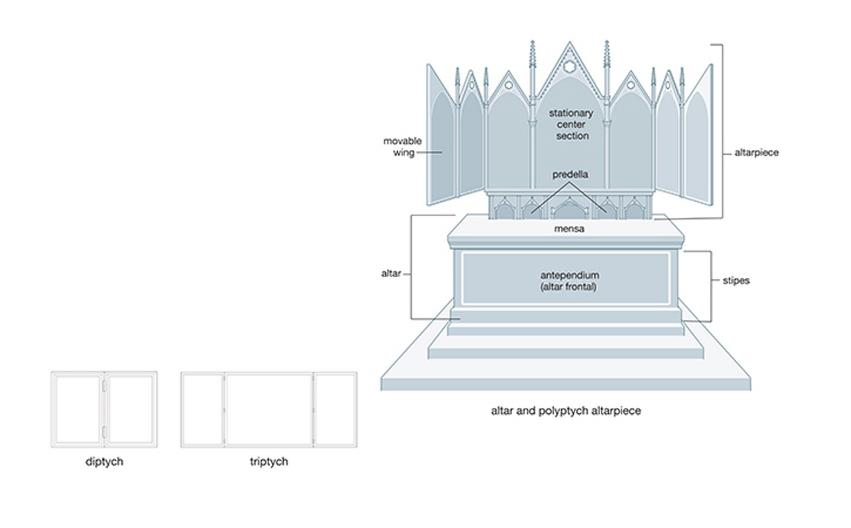 stationary
center
section
movable
wing
altarpiece
predella
mensa
altar
antependium
(altar frontal)
stipes
altar and polyptych altarpiece
diptych
triptych